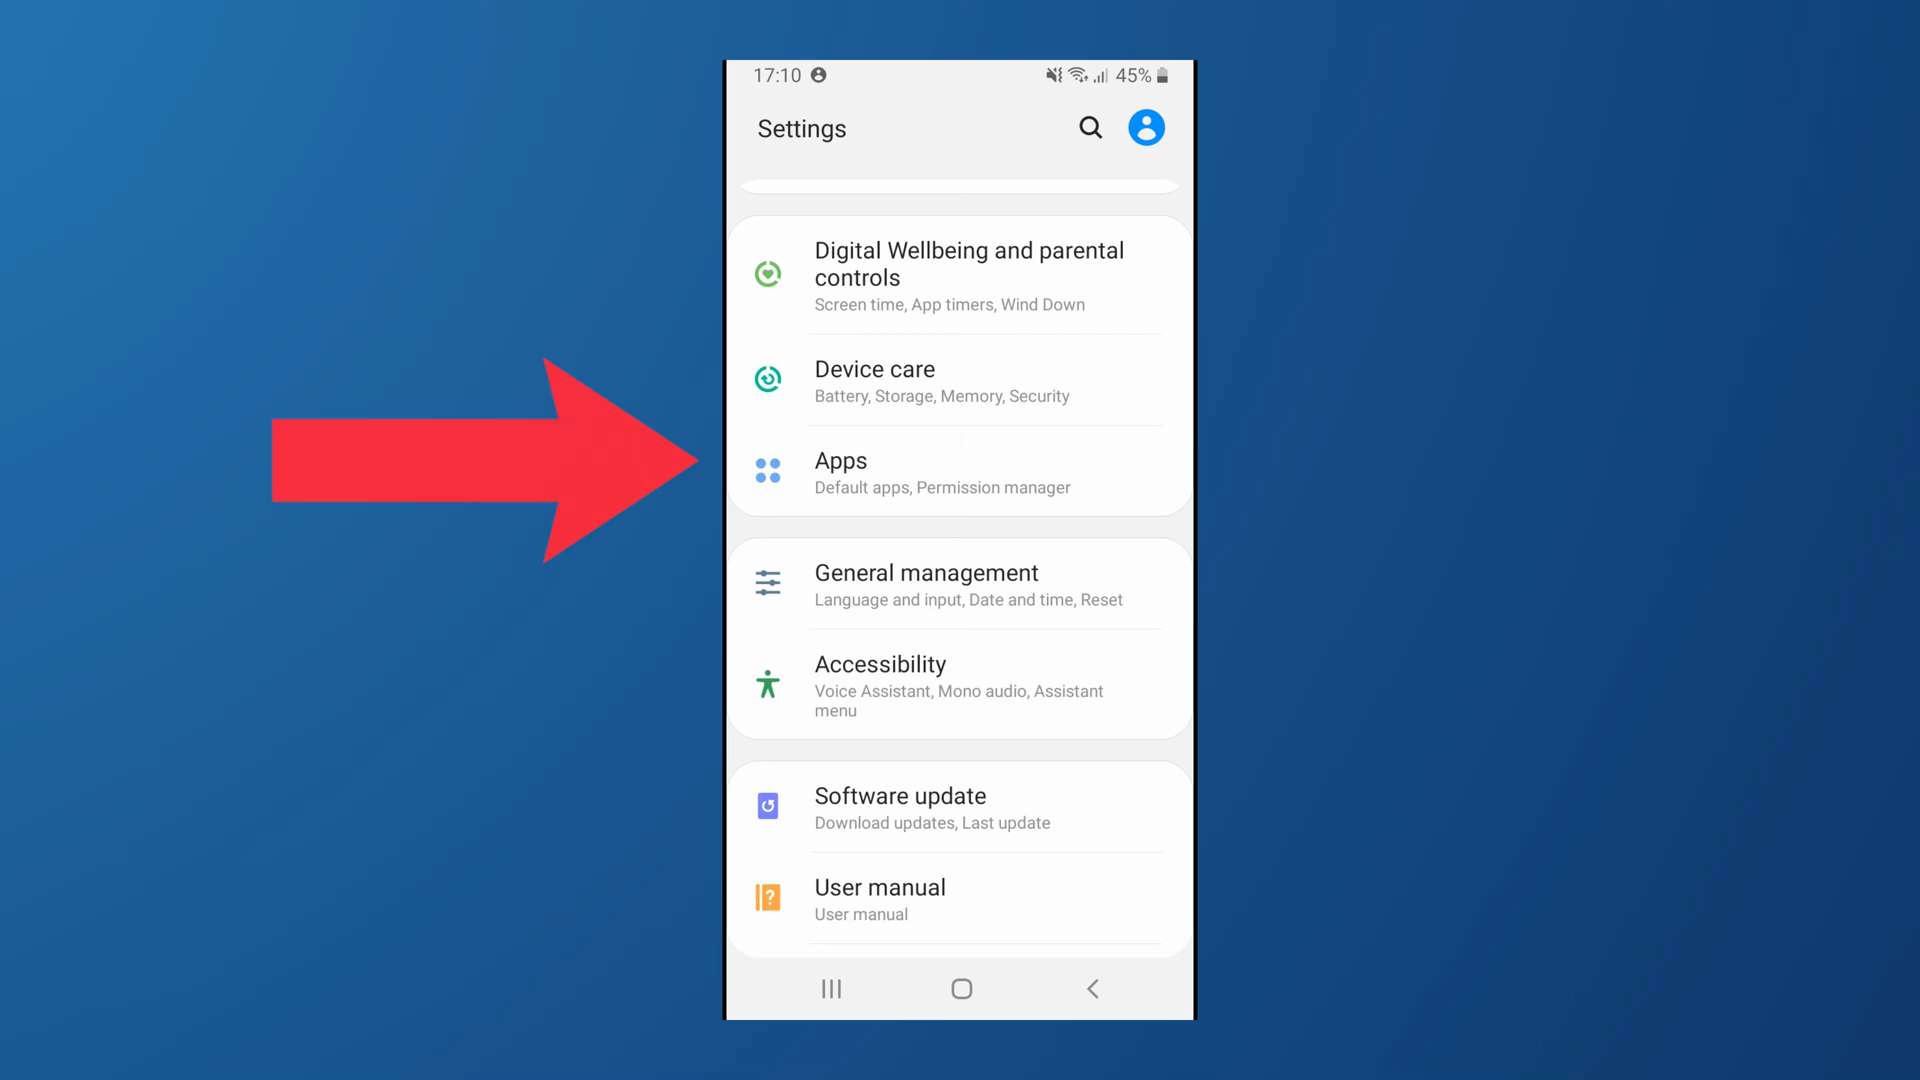 17:10
45%
Settings
Digital Wellbeing and parental
controls
Screen time, App timers, Wind Down
Device care
Battery, Storage, Memory, Security
Apps
Default apps, Permission manager
General management
Language and input, Date and time, Reset
Accessibility
Voice Assistant, Mono audio, Assistant
menu
Software update
Download updates, Last update
?
User manual
User manual